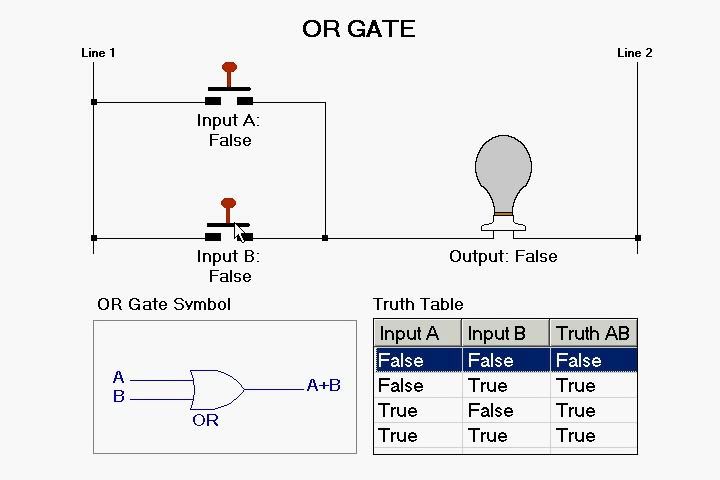 OR GATE
Line 1
Line 2
Input A:
False
Input B:
False
Output: False
OR Gate Symbol
A
B
A+B
OR
Truth Table
Input A Input B Truth AB
False False False
False True True
True False True
True True True